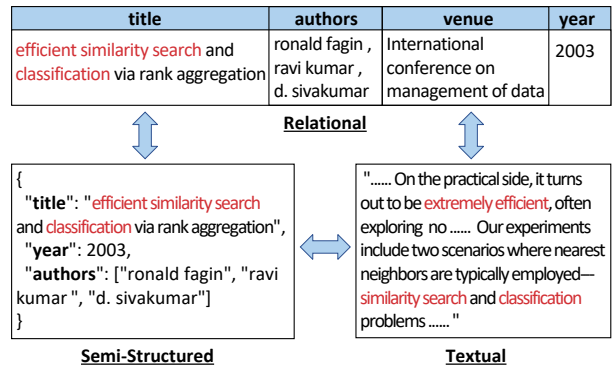 title authors venue year
efficient similarity search and
classification via rank aggregation
ronald fagin ,
ravi kumar ,
d. sivakumar
International
conference on
management of data
2003
Relational
{
"title": "efficient similarity search
and classification via rank aggregation",
"year": 2003,
"authors": ["ronald fagin", "ravi
kumar ", "d. sivakumar"]
}
Semi-Structured
"...... On the practical side, it turns
out to be extremely efficient, often
exploring no ...... Our experiments
include two scenarios where nearest
neighbors are typically employed—
similarity search and classification
problems ...... "
Textual